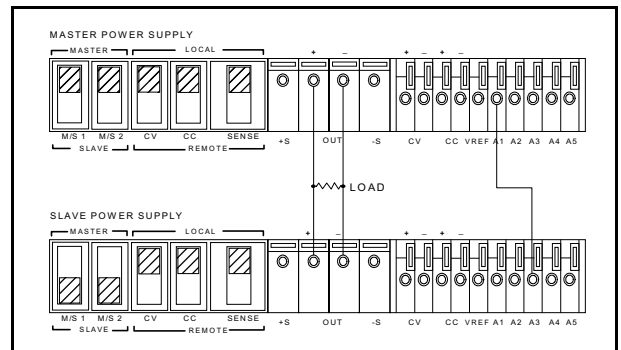 MASTER POWER SUPPLY
MASTER LOCAL + – + – + –
M/S 1 M/S 2 CV CC SENSE +S OUT -S CV CC VREF A1 A2 A3 A4 A5
SLAVE REMOTE
LOAD
SLAVE POWER SUPPLY
MASTER LOCAL + – + – + –
M/S 1 M/S 2 CV CC SENSE +S OUT -S CV CC VREF A1 A2 A3 A4 A5
SLAVE REMOTE